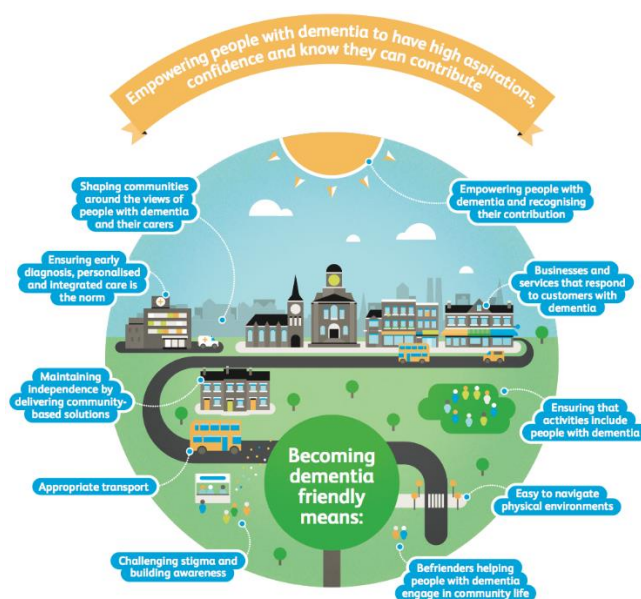 Empowering people with dementia to have high aspirations,
confidence and know they can contribute
Shaping communities
around the views of
people with dementia
and their carers
Empowering people with
dementia and recognising
their contribution
Ensuring early
diagnosis, personalised
and integrated care is
the norm
Businesses and
services that respond
to customers with
dementia
Maintaining
independence by
delivering community-
based solutions
Ensuring that
activities include
people with dementia
Becoming
dementia
friendly
means:
Appropriate transport
Easy to navigate
physical environments
Challenging stigma and
building awareness
Befrienders helping
people with dementia
engage in community life